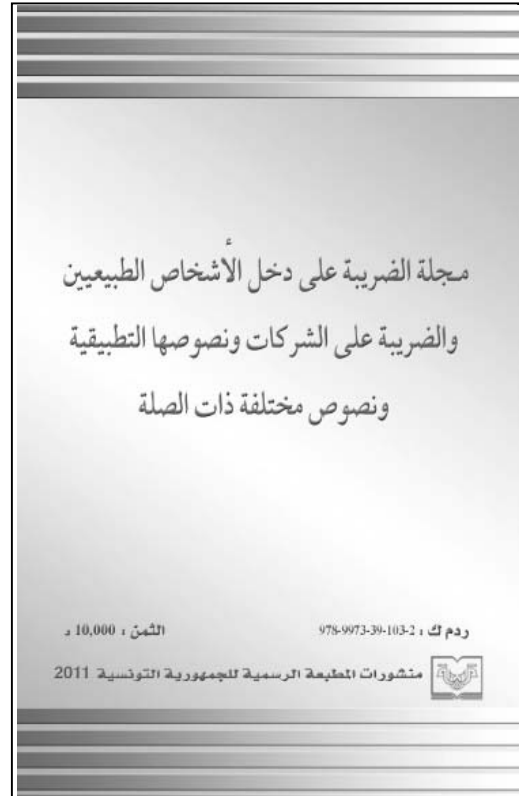 مجلة الضريبة على دخل الأشخاص الطبيعيين
والضريبة على الشركات ونصوصها التطبيقية
ونصوص مختلفة ذات الصلة
ردم ك : 2-103-39-9973-978 الثمن : 10,000 د
منشورات المطبعة الرسمية للجمهورية التونسية 2011